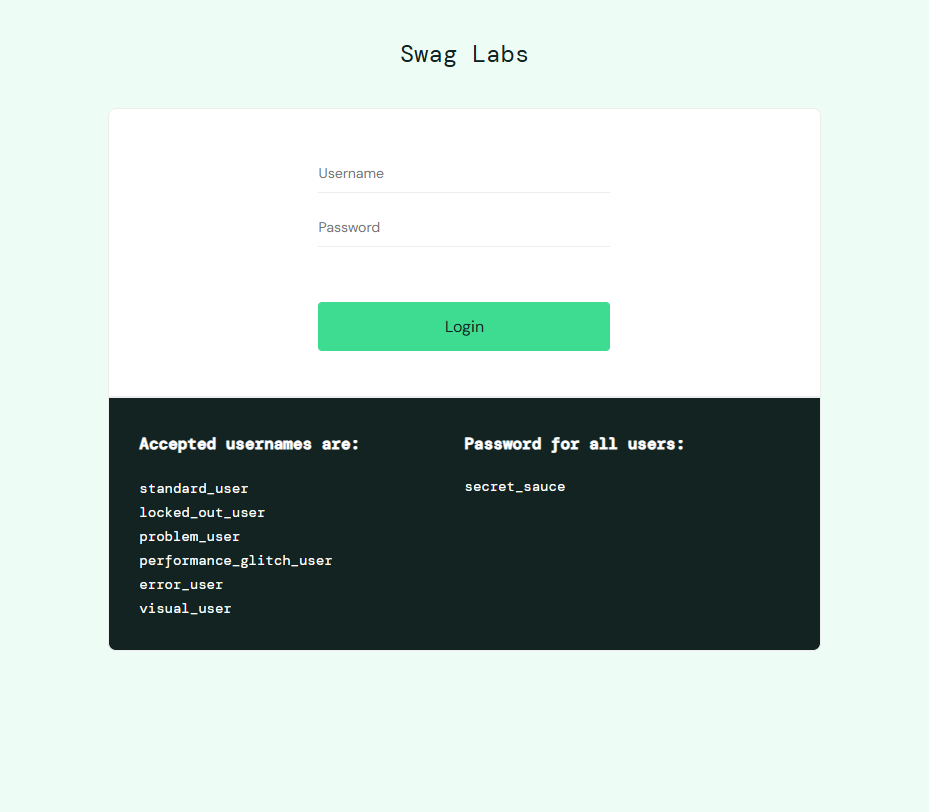 Swag Labs
Username
Password
Login
Accepted usernames are:
standard_user
locked_out_user
problem_user
performance_glitch_user
error_user
visual_user
Password for all users:
secret_sauce